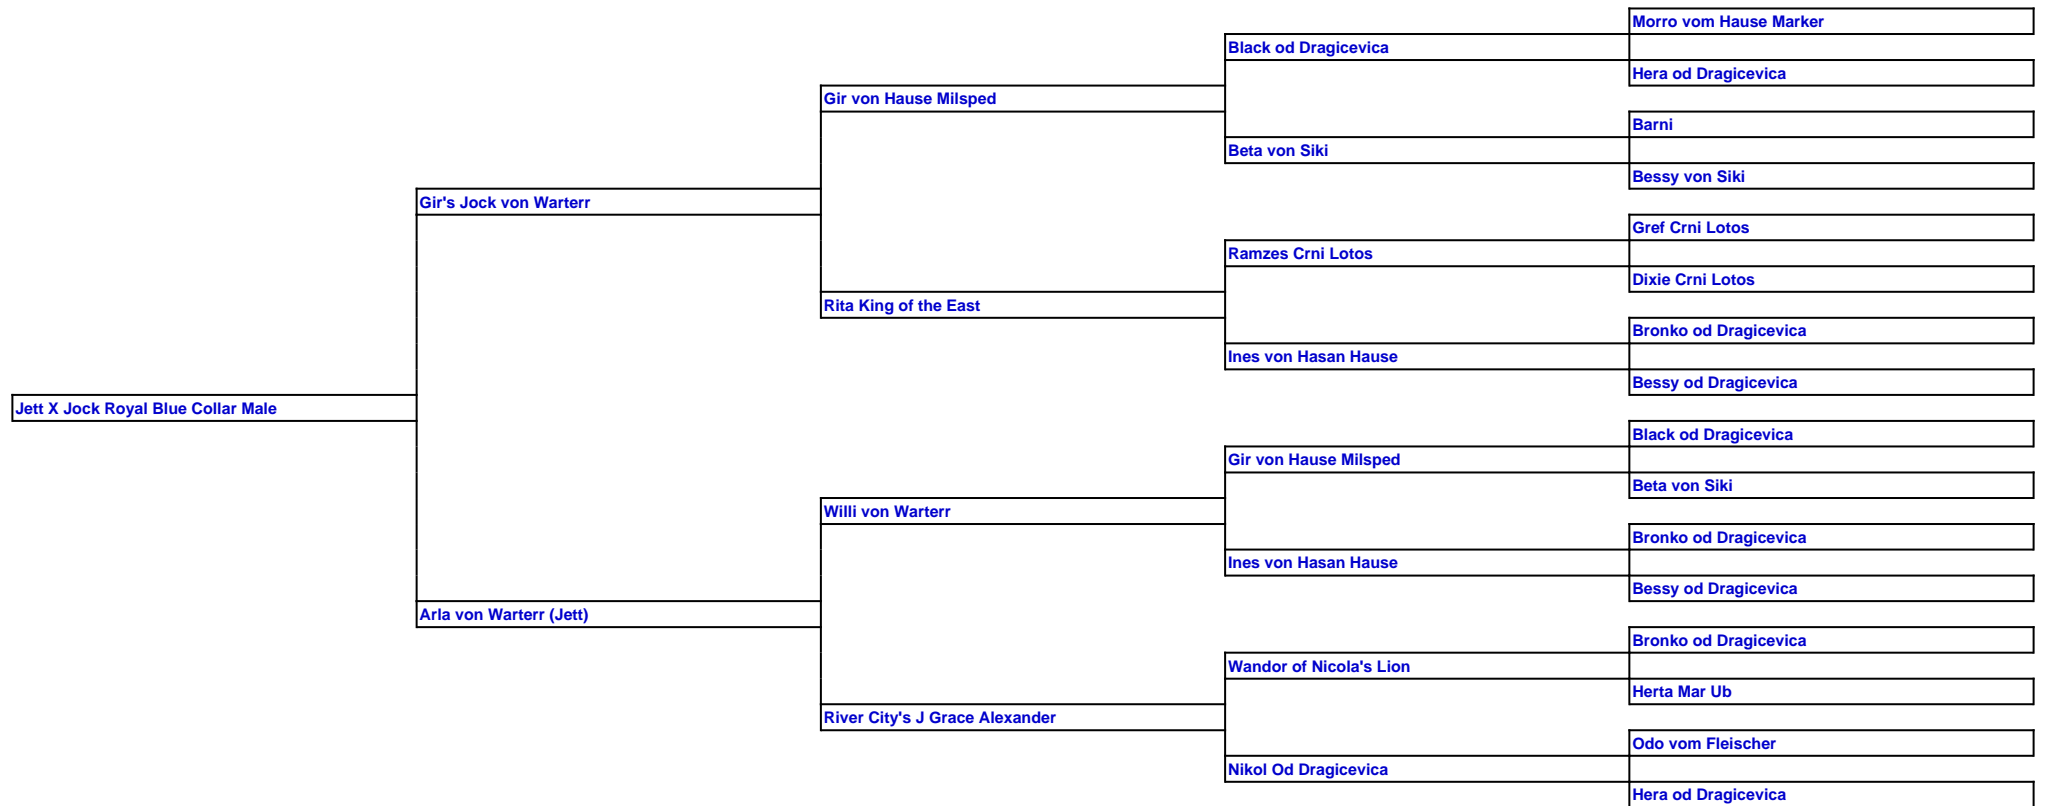 Morro vom Hause Marker
Black od Dragicevica
Hera od Dragicevica
Gir von Hause Milsped
Barni
Beta von Siki
Bessy von Siki
Gir's Jock von Warterr
Gref Crni Lotos
Ramzes Crni Lotos
Dixie Crni Lotos
Rita King of the East
Bronko od Dragicevica
Ines von Hasan Hause
Bessy od Dragicevica
Jett X Jock Royal Blue Collar Male
Black od Dragicevica
Gir von Hause Milsped
Beta von Siki
Willi von Warterr
Bronko od Dragicevica
Ines von Hasan Hause
Bessy od Dragicevica
Arla von Warterr (Jett)
Bronko od Dragicevica
Wandor of Nicola's Lion
Herta Mar Ub
River City's J Grace Alexander
Odo vom Fleischer
Nikol Od Dragicevica
Hera od Dragicevica